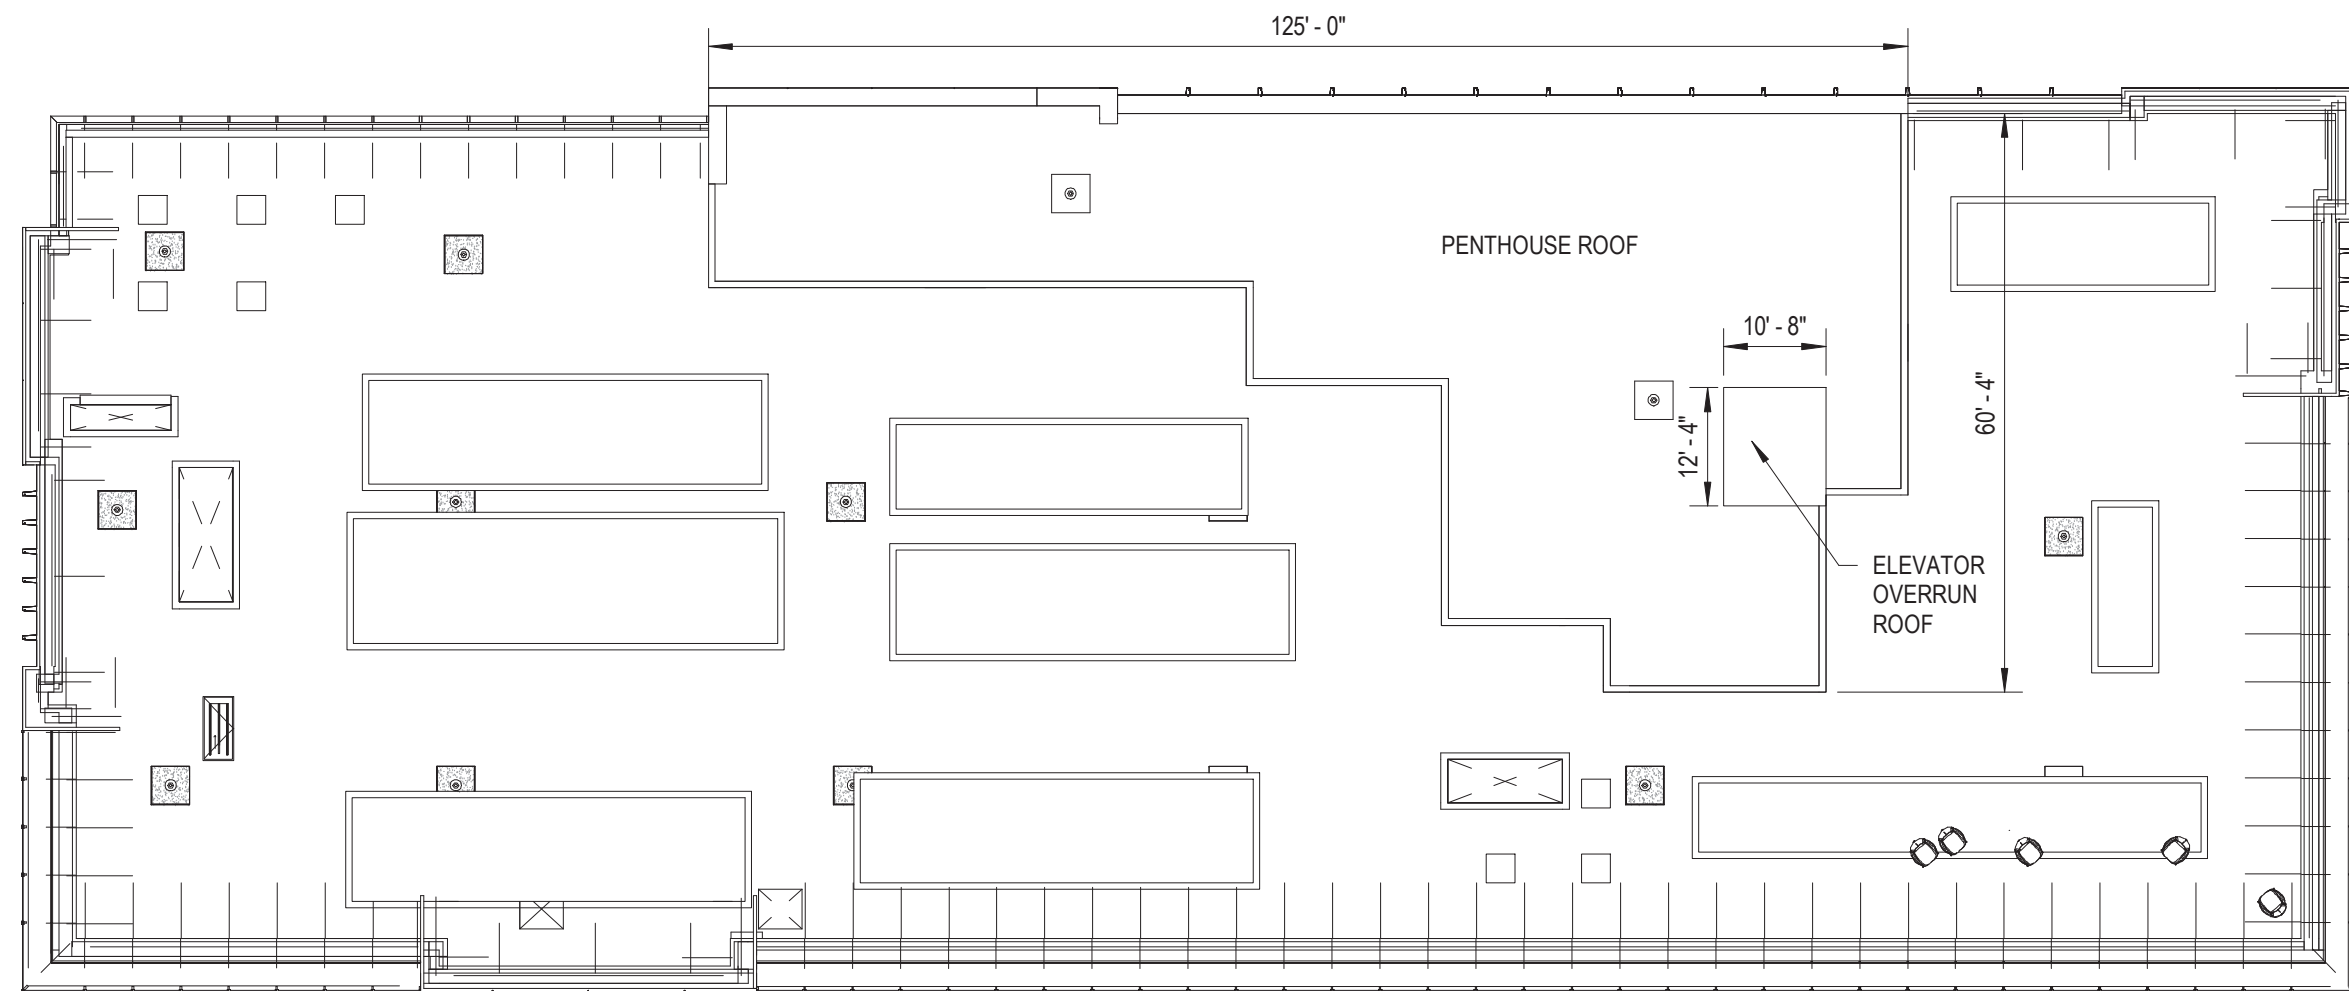 125' - 0"
PENTHOUSE ROOF
10' - 8"
12' - 4"
60' - 4"
ELEVATOR
OVERRUN
ROOF